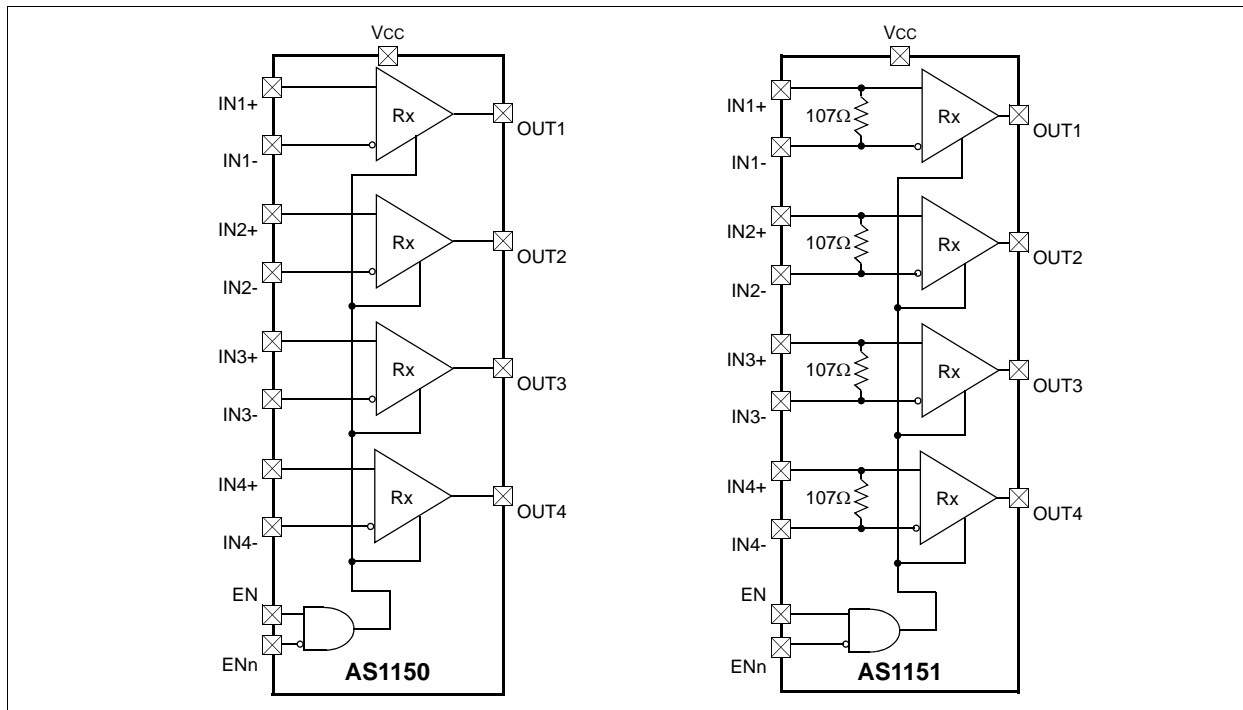 VCC
IN1+
Rx
OUT1
IN1-
IN2+
Rx
OUT2
IN2-
IN3+
Rx
OUT3
IN3-
IN4+
Rx
OUT4
IN4-
EN
ENn
AS1150
VCC
IN1+
107Ω
Rx
OUT1
IN1-
IN2+
107Ω
Rx
OUT2
IN2-
IN3+
107Ω
Rx
OUT3
IN3-
IN4+
107Ω
Rx
OUT4
IN4-
EN
ENn
AS1151